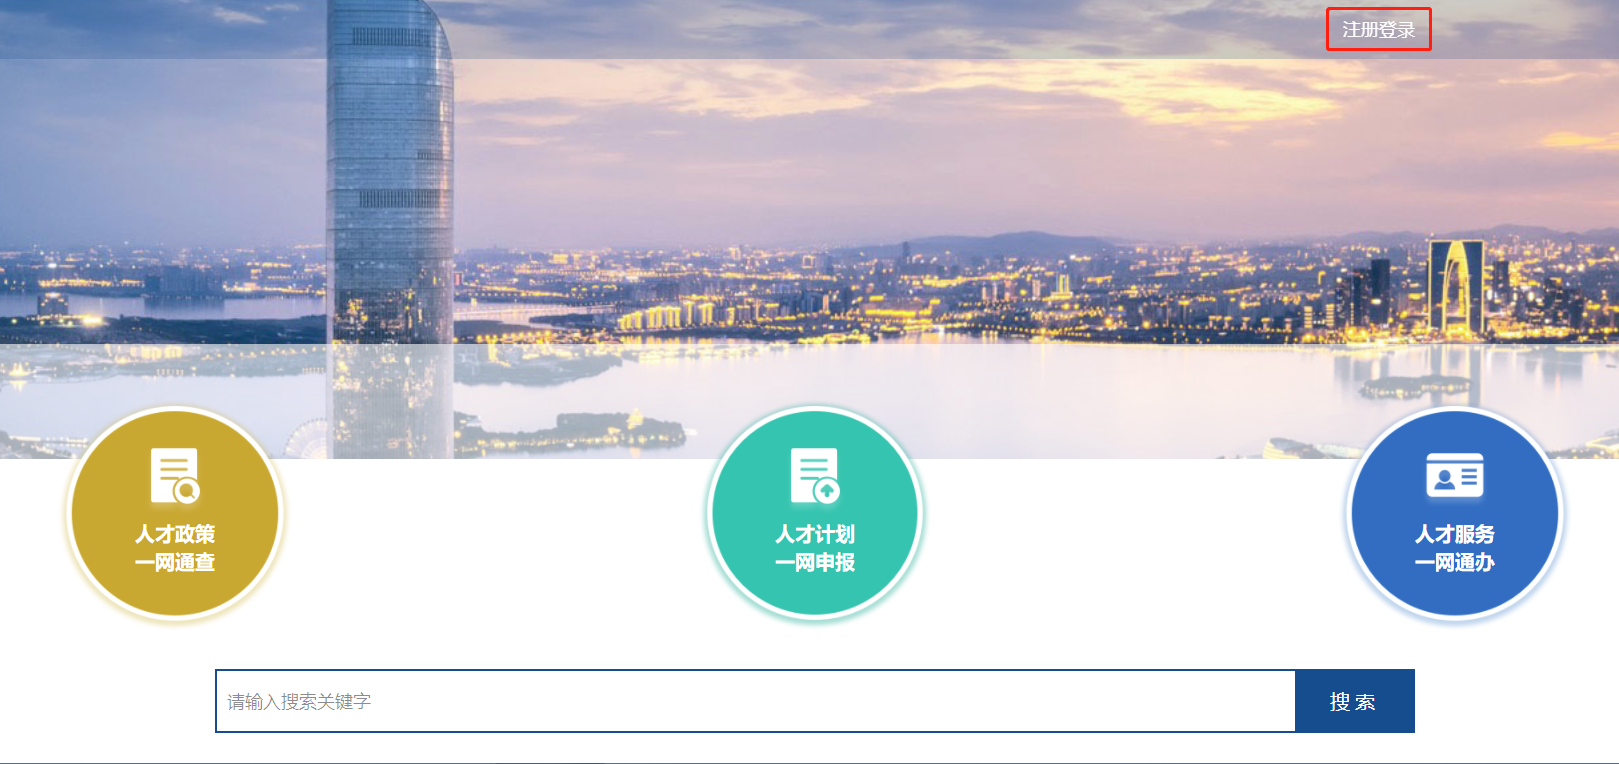 注册登录
人才政策
一网通查
人才计划
一网申报
人才服务
一网通办
请输入搜索关键字
搜 索